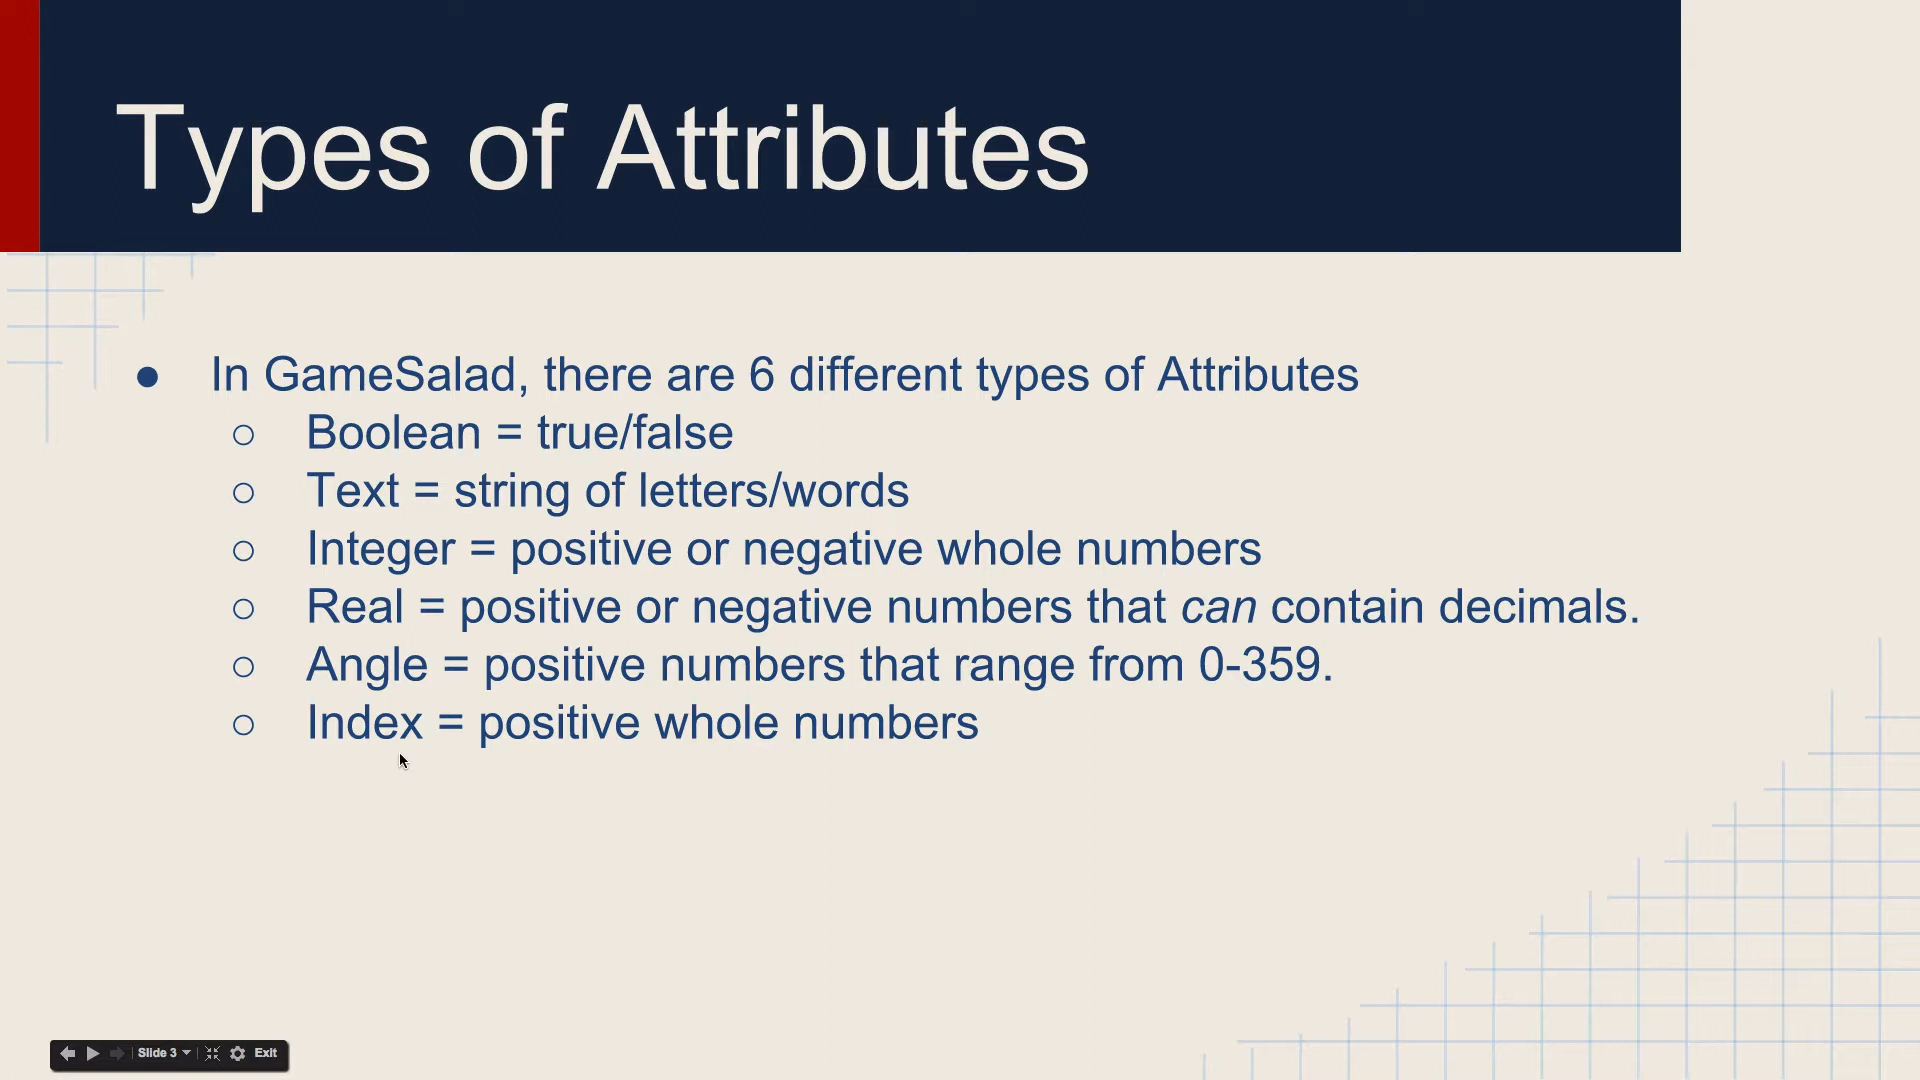 Types of Attributes
● In GameSalad, there are 6 different types of Attributes
○ Boolean = true/false
○ Text = string of letters/words
○ Integer = positive or negative whole numbers
○ Real = positive or negative numbers that can contain decimals.
○ Angle = positive numbers that range from 0-359.
○ Index = positive whole numbers
Slide 3 Exit